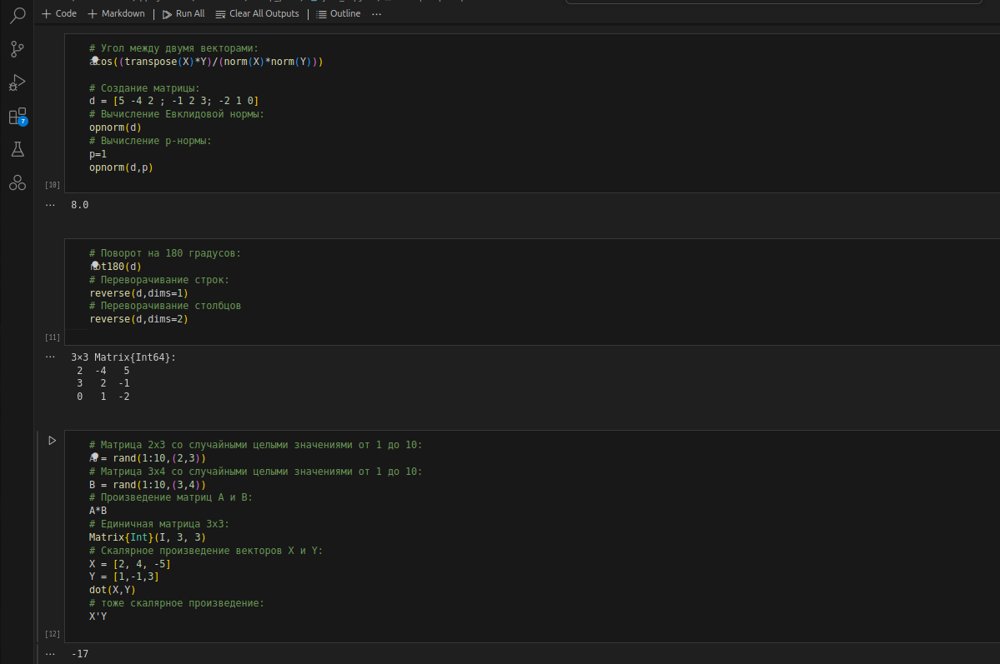 + Code + Markdown | Run All Clear All Outputs | Outline ...
# Угол между двумя векторами:
acos((transpose(X)*Y)/(norm(X)*norm(Y)))
# Создание матрицы:
d = [5 -4 2 ; -1 2 3; -2 1 0]
# Вычисление Евклидовой нормы:
opnorm(d)
# Вычисление p-нормы:
p=1
opnorm(d,p)
[10]
... 8.0
# Поворот на 180 градусов:
rot180(d)
# Переворачивание строк:
reverse(d,dims=1)
# Переворачивание столбцов
reverse(d,dims=2)
[11]
... 3×3 Matrix{Int64}:
2 -4 5
3 2 -1
0 1 -2
# Матрица 2x3 со случайными целыми значениями от 1 до 10:
A = rand(1:10,(2,3))
# Матрица 3x4 со случайными целыми значениями от 1 до 10:
B = rand(1:10,(3,4))
# Произведение матриц A и B:
A*B
# Единичная матрица 3x3:
Matrix{Int}(I, 3, 3)
# Скалярное произведение векторов X и Y:
X = [2, 4, -5]
Y = [1,-1,3]
dot(X,Y)
# тоже скалярное произведение:
X'Y
[12]
... -17
7